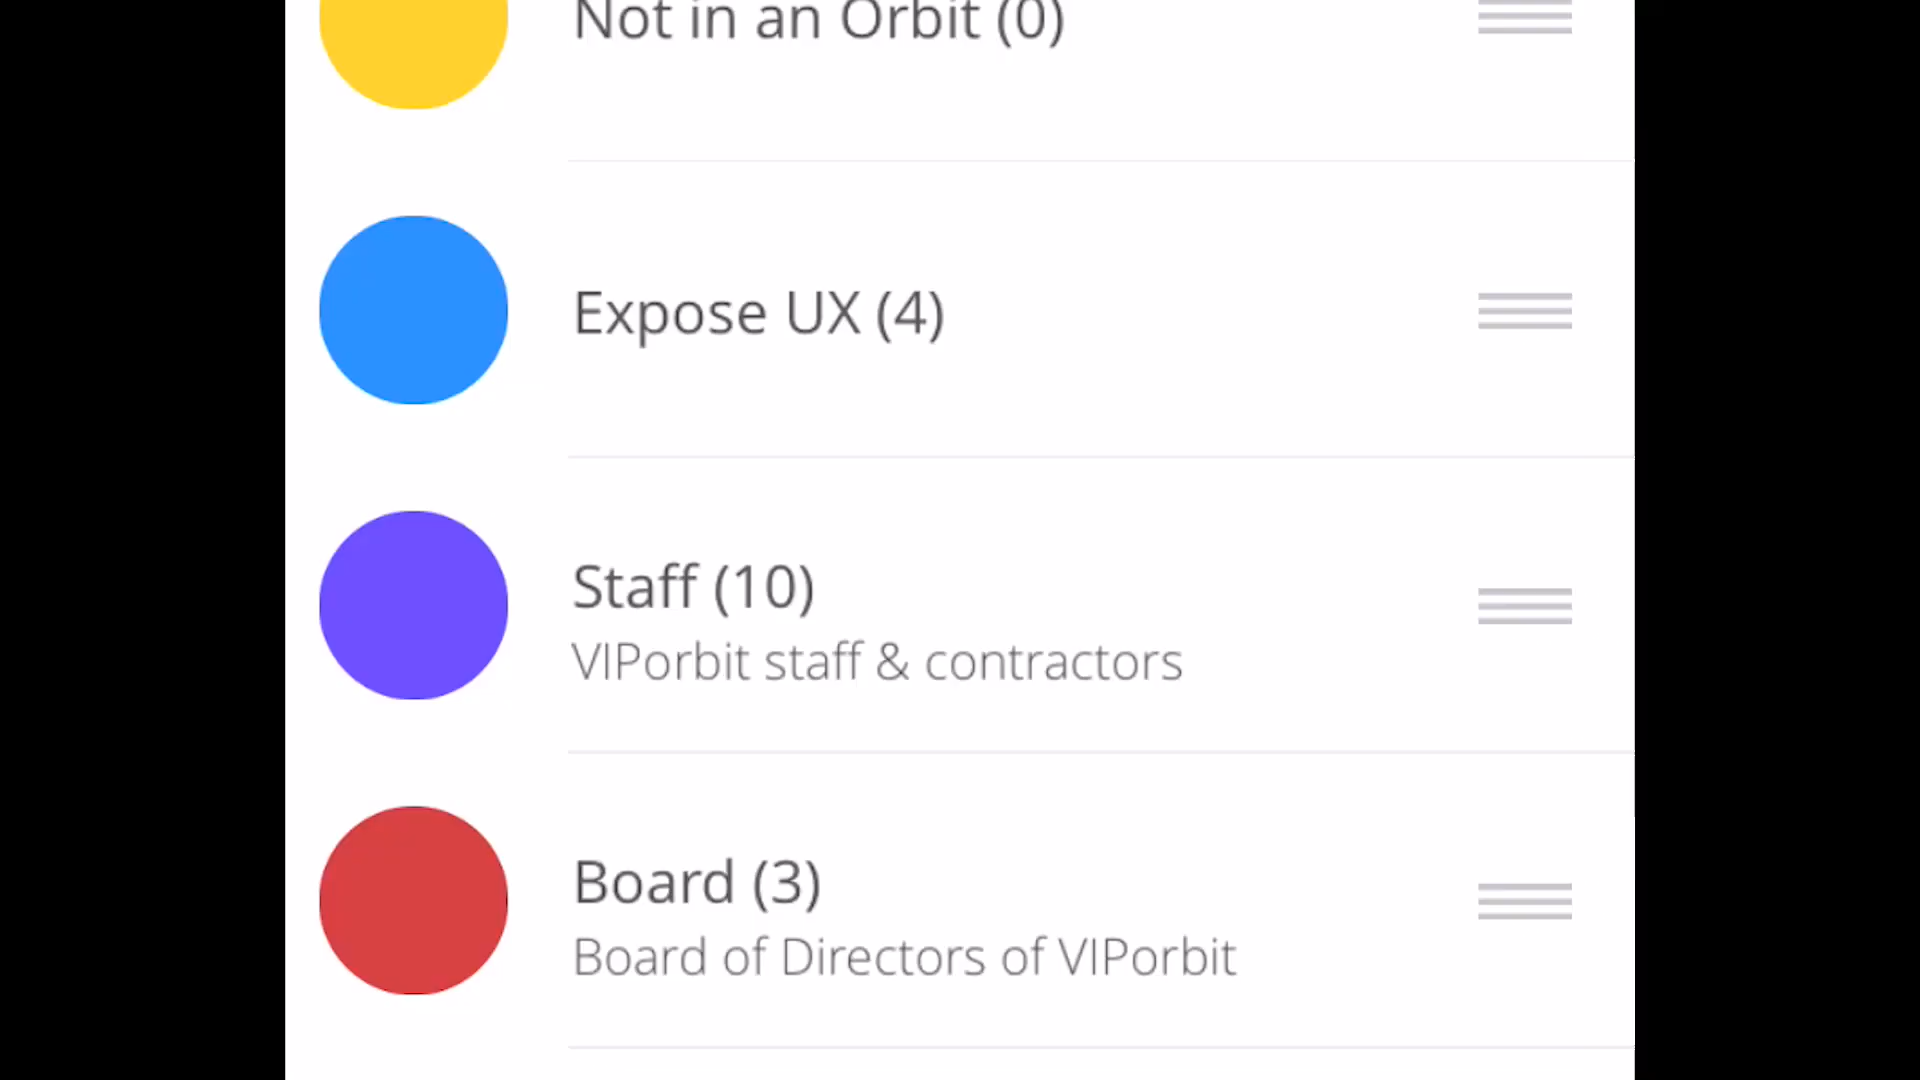 Not in an Orbit (0)
Expose UX (4)
Staff (10)
VIPorbit staff & contractors
Board (3)
Board of Directors of VIPorbit